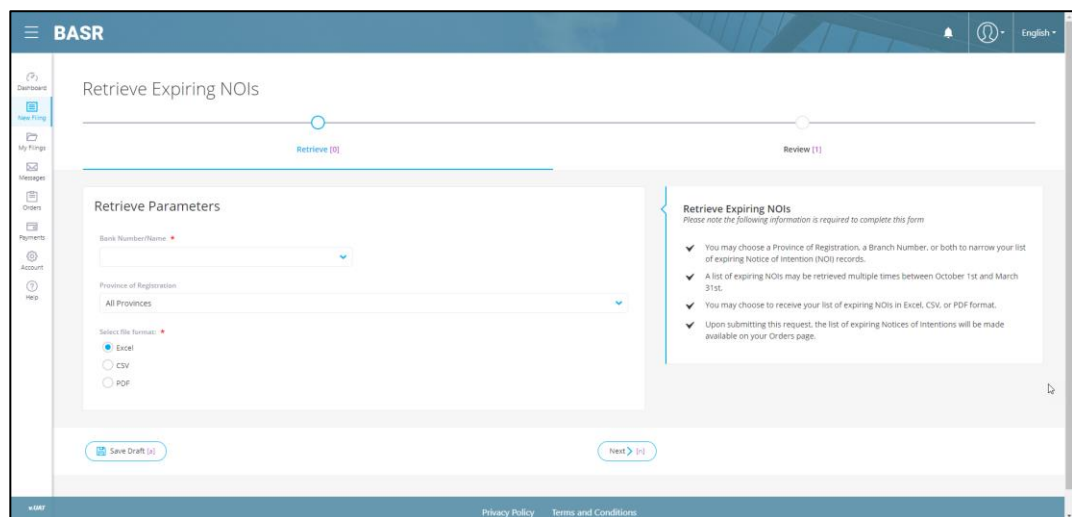 BASR
English
Dashboard
New Filing
My Filings
Messages
Orders
Payments
Account
Help
Retrieve Expiring NOIs
Retrieve [0]
Review [1]
Retrieve Parameters
Bank Number/Name *
Province of Registration
All Provinces
Select file format: *
Excel
CSV
PDF
Retrieve Expiring NOIs
Please note the following information is required to complete this form
You may choose a Province of Registration, a Branch Number, or both to narrow your list
of expiring Notice of Intention (NOI) records.
A list of expiring NOIs may be retrieved multiple times between October 1st and March
31st.
You may choose to receive your list of expiring NOIs in Excel, CSV, or PDF format.
Upon submitting this request, the list of expiring Notices of Intentions will be made
available on your Orders page.
Save Draft [a]
Next [n]
v.UAT
Privacy Policy Terms and Conditions